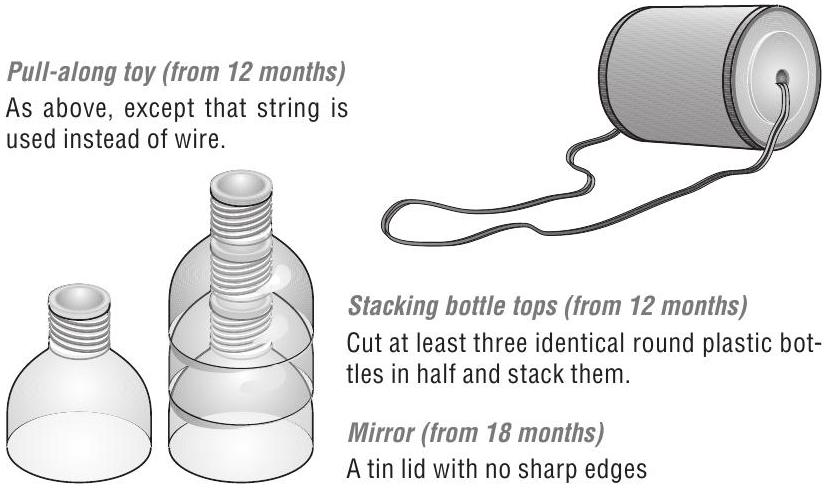 Pull-along toy (from 12 months)
As above, except that string is
used instead of wire.
Stacking bottle tops (from 12 months)
Cut at least three identical round plastic bot-
tles in half and stack them.
Mirror (from 18 months)
A tin lid with no sharp edges